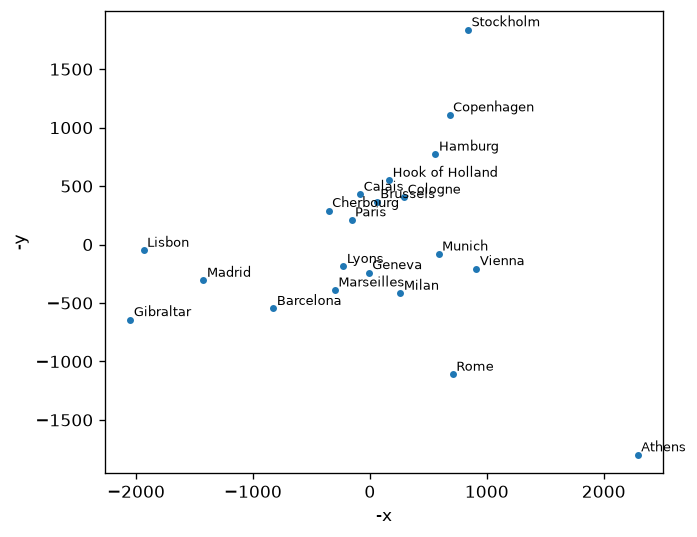 Stockholm
1500
Copenhagen
1000
Hamburg
Hook of Holland
500
Calais
Cologne
Brussels
Cherbourg
Paris
-y
0
Lisbon
Munich
Lyons
Vienna
Geneva
Madrid
Marseilles
Milan
−500
Barcelona
Gibraltar
−1000
Rome
−1500
Athens
−2000 −1000 0 1000 2000
-x